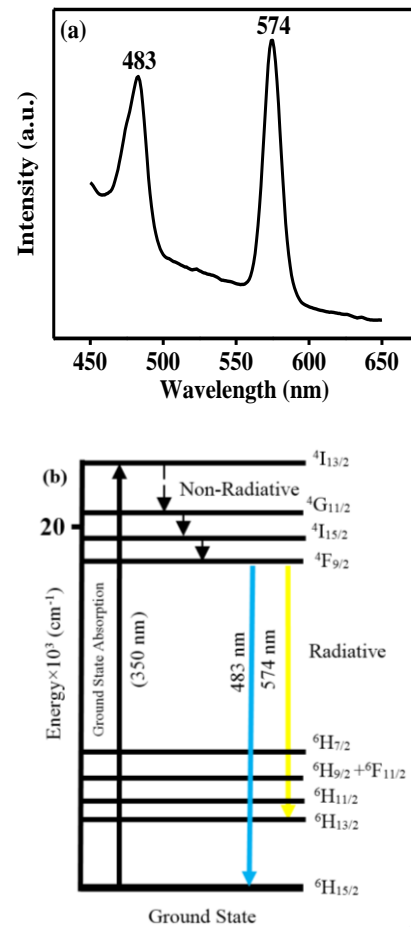 (a)
574
483
Intensity (a.u.)
450 500 550 600 650
Wavelength (nm)
(b)
⁴I₁₃/₂
Non-Radiative
⁴G₁₁/₂
20
⁴I₁₅/₂
⁴F₉/₂
Energy×10³ (cm⁻¹)
Ground State Absorption
(350 nm)
483 nm
574 nm
Radiative
⁶H₇/₂
⁶H₉/₂ +⁶F₁₁/₂
⁶H₁₁/₂
⁶H₁₃/₂
⁶H₁₅/₂
Ground State